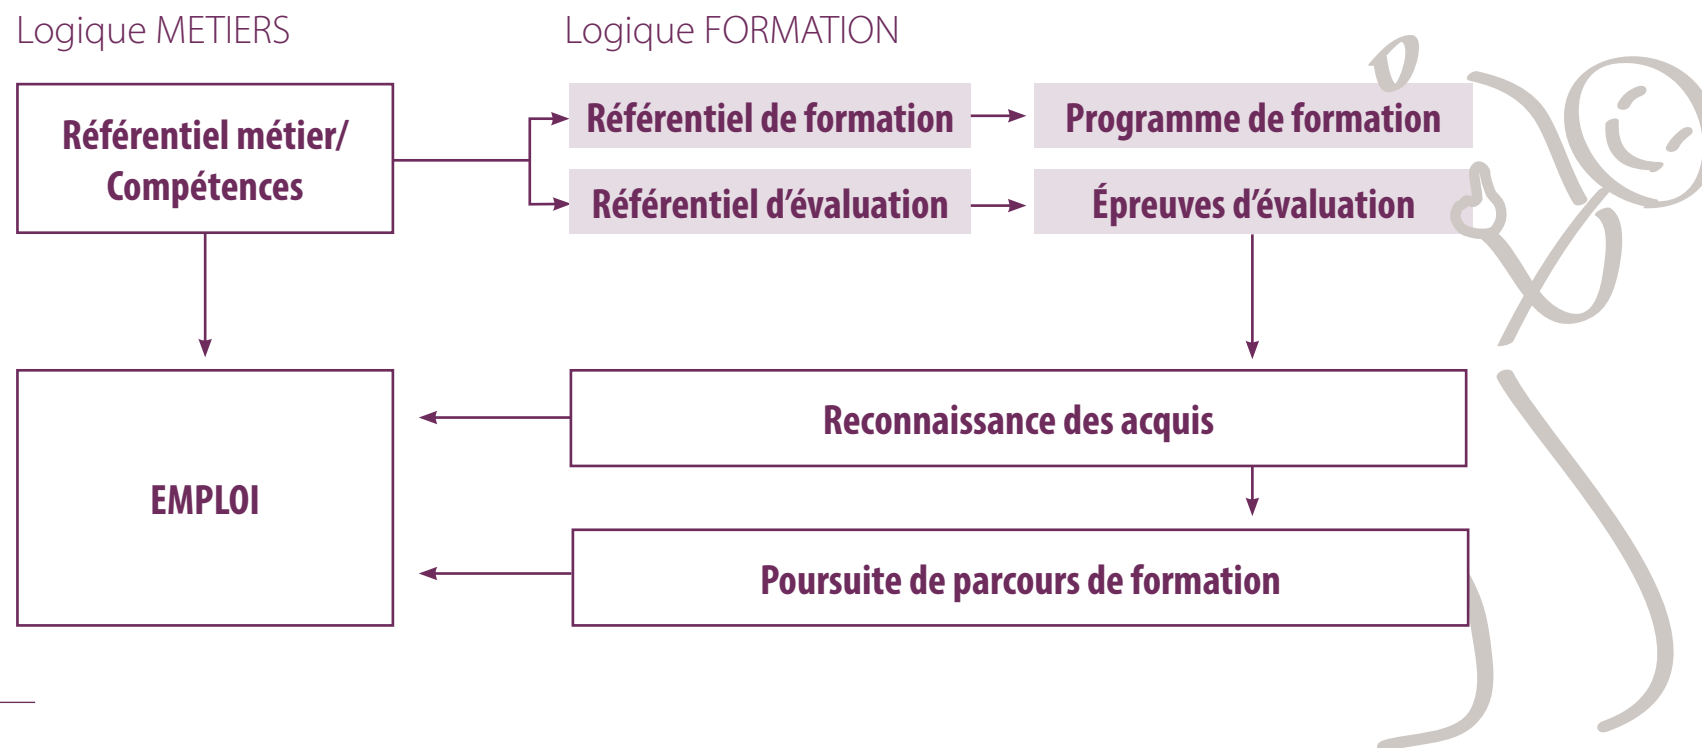 Logique METIERS
Logique FORMATION
Référentiel métier/
Compétences
Référentiel de formation
Programme de formation
Référentiel d'évaluation
Épreuves d'évaluation
Reconnaissance des acquis
EMPLOI
Poursuite de parcours de formation